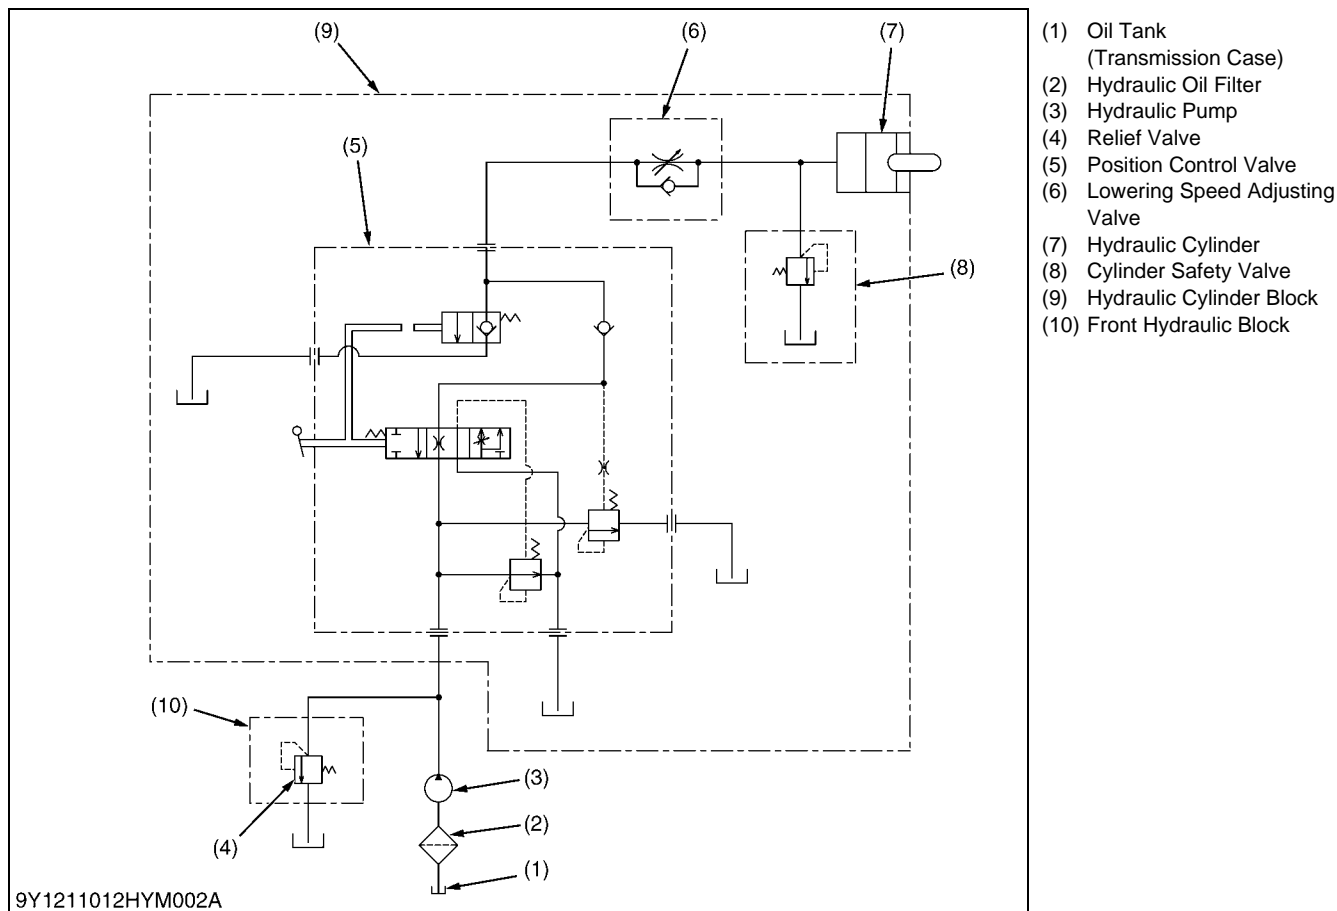 (9)
(6)
(7)
(5)
(8)
(10)
(3)
(2)
(4)
(1)
9Y1211012HYM002A
(1) Oil Tank
(Transmission Case)
(2) Hydraulic Oil Filter
(3) Hydraulic Pump
(4) Relief Valve
(5) Position Control Valve
(6) Lowering Speed Adjusting
Valve
(7) Hydraulic Cylinder
(8) Cylinder Safety Valve
(9) Hydraulic Cylinder Block
(10) Front Hydraulic Block